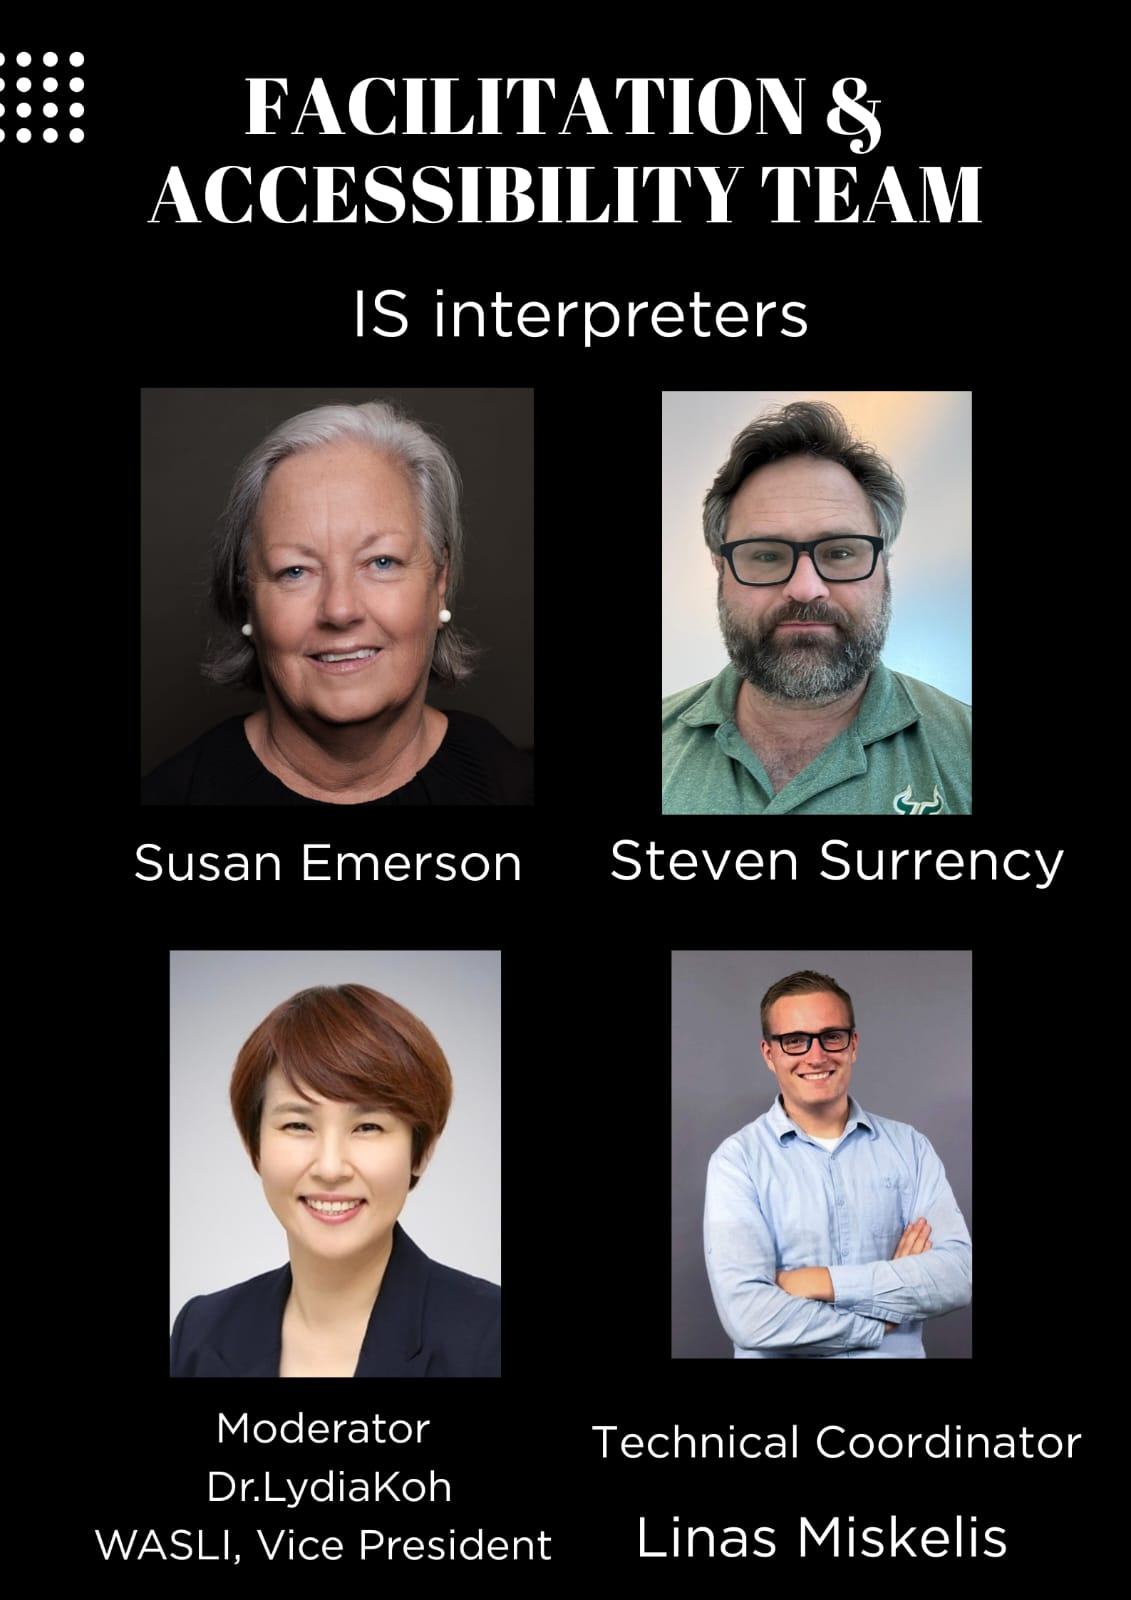 FACILITATION &
ACCESSIBILITY TEAM
IS interpreters
Susan Emerson
Steven Surrency
Moderator
Dr.LydiaKoh
WASLI, Vice President
Technical Coordinator
Linas Miskelis